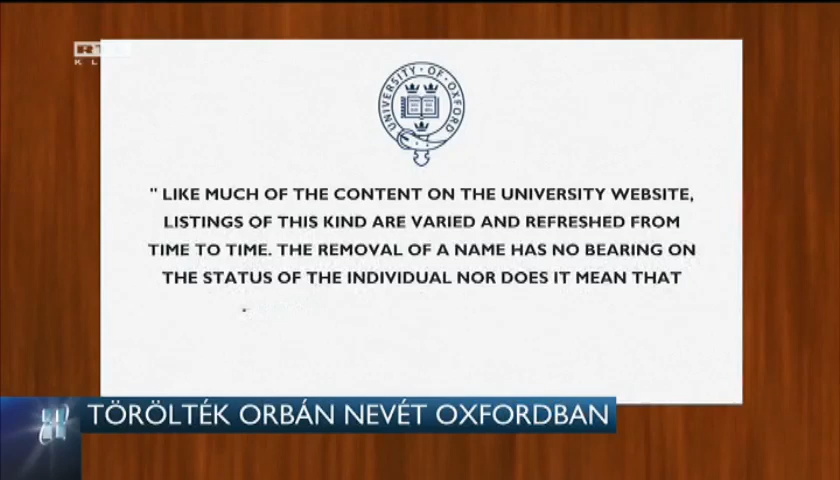 RTL
KL
UNIVERSITY · OF · OXFORD
" LIKE MUCH OF THE CONTENT ON THE UNIVERSITY WEBSITE,
LISTINGS OF THIS KIND ARE VARIED AND REFRESHED FROM
TIME TO TIME. THE REMOVAL OF A NAME HAS NO BEARING ON
THE STATUS OF THE INDIVIDUAL NOR DOES IT MEAN THAT
TÖRÖLTÉK ORBÁN NEVÉT OXFORDBAN